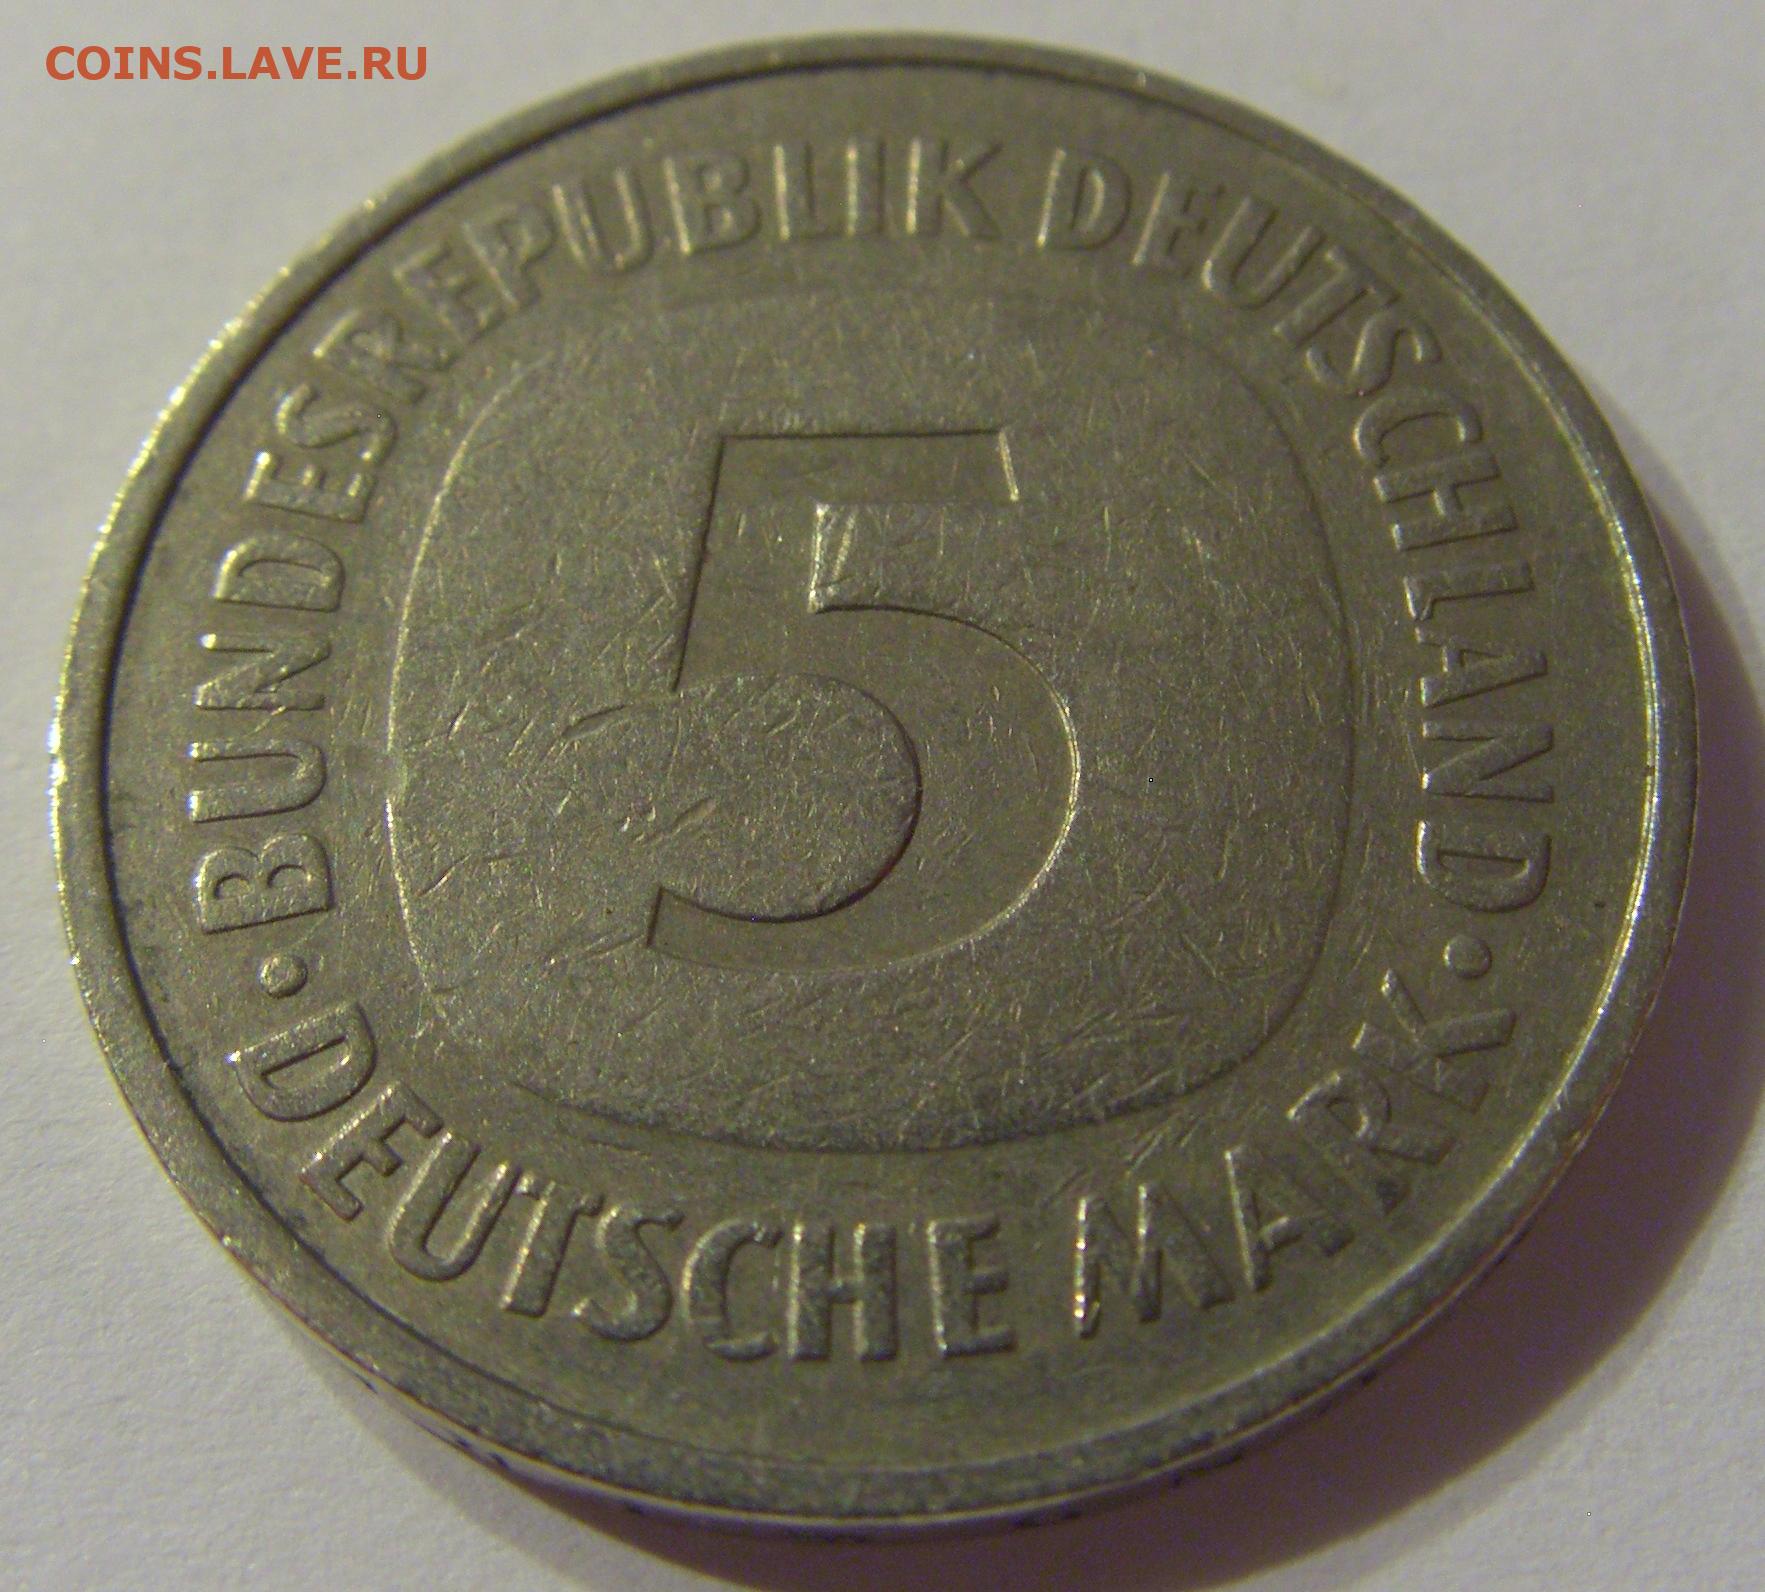 COINS.LAVE.RU
• BUNDESREPUBLIK DEUTSCHLAND •
5
DEUTSCHE MARK